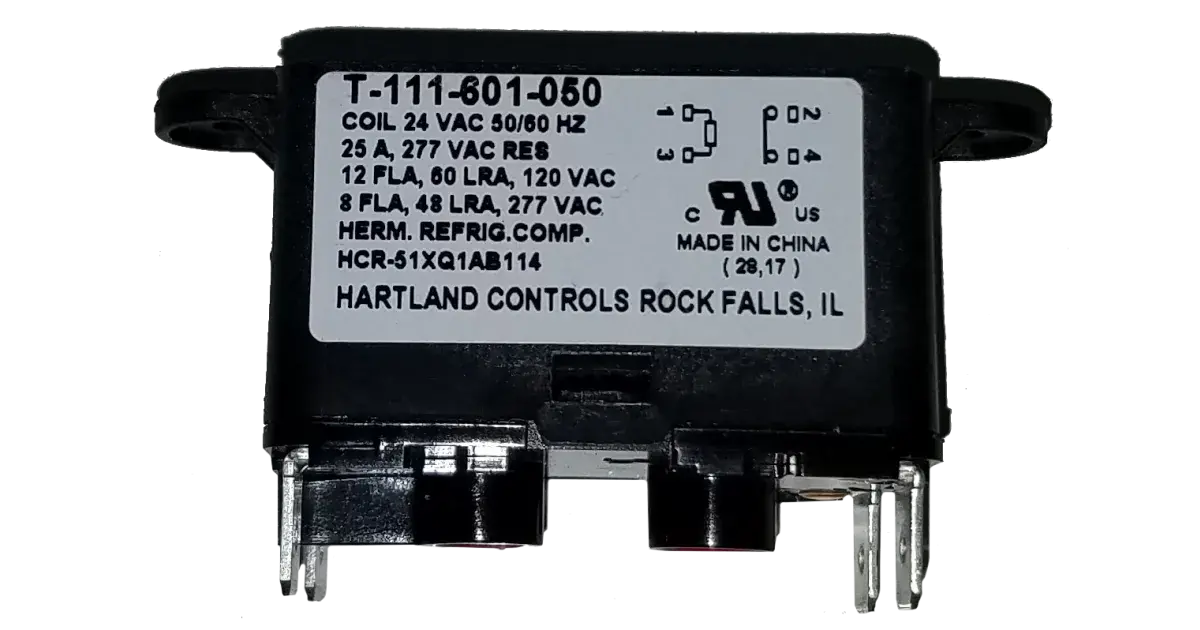 T-111-601-050
COIL 24 VAC 50/60 HZ
25 A, 277 VAC RES
12 FLA, 60 LRA, 120 VAC
8 FLA, 48 LRA, 277 VAC
HERM. REFRIG.COMP.
HCR-51XQ1AB114
1 2
3 4
C RU ® US
MADE IN CHINA
( 28,17 )
HARTLAND CONTROLS ROCK FALLS, IL